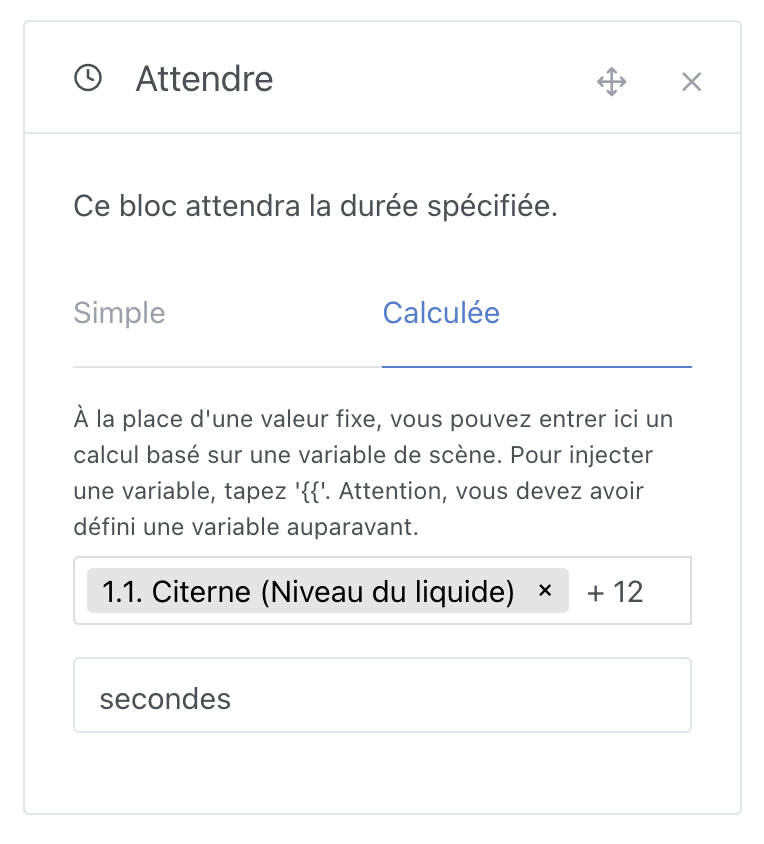 Attendre
Ce bloc attendra la durée spécifiée.
Simple
Calculée
À la place d'une valeur fixe, vous pouvez entrer ici un
calcul basé sur une variable de scène. Pour injecter
une variable, tapez '{{'. Attention, vous devez avoir
défini une variable auparavant.
1.1. Citerne (Niveau du liquide) × + 12
secondes